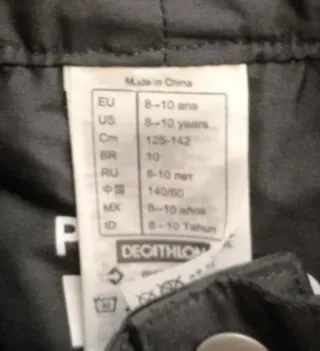 Made in China
EU 8-10 ans
US 8-10 years
Cm 125-142
BR 10
RU 8-10 лет
中国 140/60
MX 8-10 años
ID 8-10 Tahun
DECATHLON